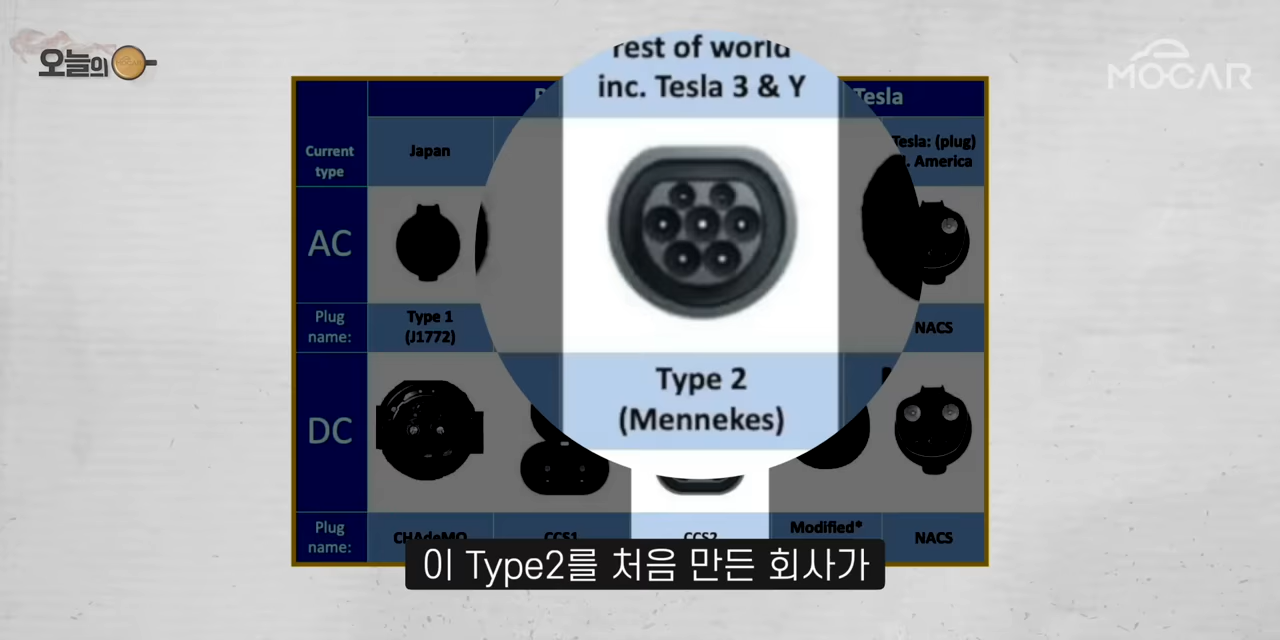 오늘의
MOCAR
rest of world
inc. Tesla 3 & Y
Tesla
Current
type
Japan
Tesla: (plug)
America
AC
Plug
name:
Type 1
(J1772)
Type 2
(Mennekes)
NACS
DC
Plug
name:
CHAdeMO
CCS1
CCS2
Modified*
NACS
이 Type2를 처음 만든 회사가